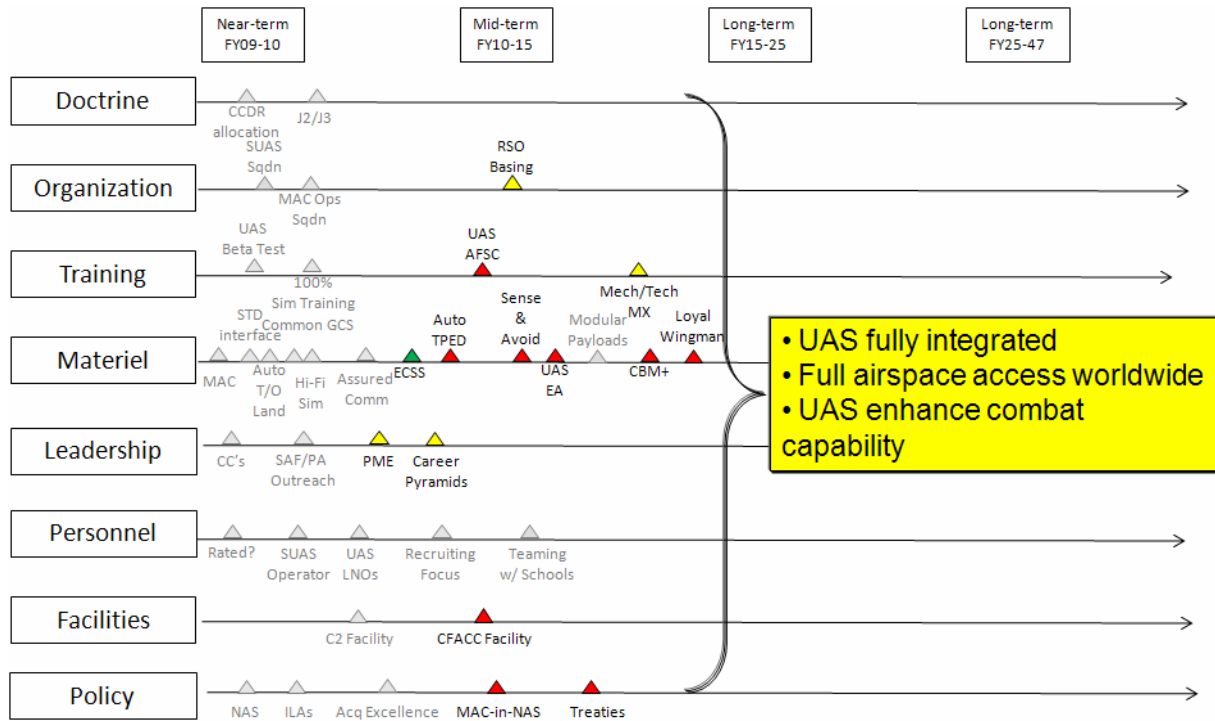 Near-term
FY09-10
Mid-term
FY10-15
Long-term
FY15-25
Long-term
FY25-47
Doctrine
CCDR
allocation
J2/J3
Organization
SUAS
Sqdn
MAC Ops
Sqdn
RSO
Basing
Training
UAS
Beta Test
100%
Sim Training
UAS
AFSC
Mech/Tech
MX
Materiel
MAC
STD
interface
Auto
T/O
Land
Common GCS
Hi-Fi
Sim
Assured
Comm
ECSS
Auto
TPED
Sense
&
Avoid
UAS
EA
Modular
Payloads
CBM+
Loyal
Wingman
• UAS fully integrated
• Full airspace access worldwide
• UAS enhance combat
capability
Leadership
CC's
SAF/PA
Outreach
PME
Career
Pyramids
Personnel
Rated?
SUAS
Operator
UAS
LNOs
Recruiting
Focus
Teaming
w/ Schools
Facilities
C2 Facility
CFACC Facility
Policy
NAS
ILAs
Acq Excellence
MAC-in-NAS
Treaties